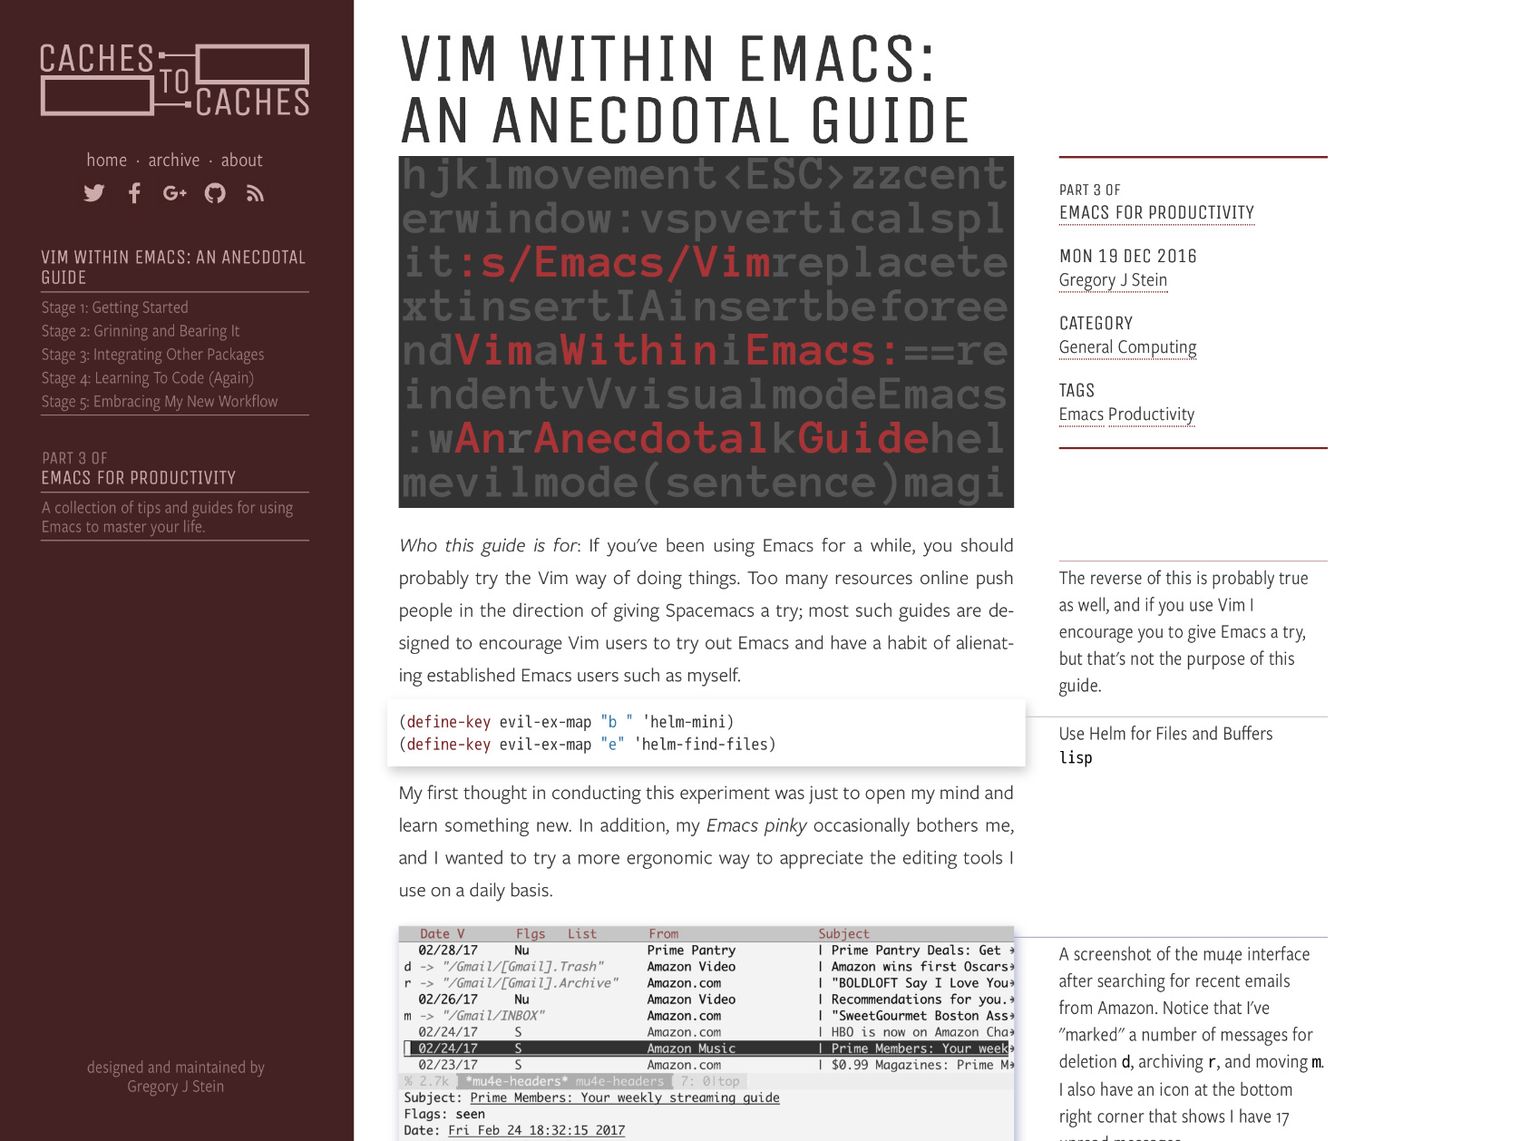 CACHES
TO
CACHES
home · archive · about
VIM WITHIN EMACS: AN ANECDOTAL
GUIDE
Stage 1: Getting Started
Stage 2: Grinning and Bearing It
Stage 3: Integrating Other Packages
Stage 4: Learning To Code (Again)
Stage 5: Embracing My New Workflow
PART 3 OF
EMACS FOR PRODUCTIVITY
A collection of tips and guides for using
Emacs to master your life.
designed and maintained by
Gregory J Stein
VIM WITHIN EMACS:
AN ANECDOTAL GUIDE
hjklmovement<ESC>zzcent
erwindow:vspverticalspl
it:s/Emacs/Vimreplacete
xtinsertIAinsertbeforee
ndVimaWithiniEmacs:==re
indentvVvisualmodeEmacs
:wAnrAnecdotalkGuidehel
mevilmode(sentence)magi
Who this guide is for: If you've been using Emacs for a while, you should
probably try the Vim way of doing things. Too many resources online push
people in the direction of giving Spacemacs a try; most such guides are de-
signed to encourage Vim users to try out Emacs and have a habit of alienat-
ing established Emacs users such as myself.
(define-key evil-ex-map "b " 'helm-mini)
(define-key evil-ex-map "e" 'helm-find-files)
My first thought in conducting this experiment was just to open my mind and
learn something new. In addition, my Emacs pinky occasionally bothers me,
and I wanted to try a more ergonomic way to appreciate the editing tools I
use on a daily basis.
Date V Flgs List From Subject
02/28/17 Nu Prime Pantry | Prime Pantry Deals: Get
d -> "/Gmail/[Gmail].Trash" Amazon Video | Amazon wins first Oscars
r -> "/Gmail/[Gmail].Archive" Amazon.com | "BOLDLOFT Say I Love You
02/26/17 Nu Amazon Video | Recommendations for you.
m -> "/Gmail/INBOX" Amazon.com | "SweetGourmet Boston Ass
02/24/17 S Amazon.com | HBO is now on Amazon Cha
02/24/17 S Amazon Music | Prime Members: Your week
02/23/17 S Amazon.com | $0.99 Magazines: Prime M
% 2.7k *mu4e-headers* mu4e-headers 7: 0 top
Subject: Prime Members: Your weekly streaming guide
Flags: seen
Date: Fri Feb 24 18:32:15 2017
PART 3 OF
EMACS FOR PRODUCTIVITY
MON 19 DEC 2016
Gregory J Stein
CATEGORY
General Computing
TAGS
Emacs Productivity
The reverse of this is probably true
as well, and if you use Vim I
encourage you to give Emacs a try,
but that's not the purpose of this
guide.
Use Helm for Files and Buffers
lisp
A screenshot of the mu4e interface
after searching for recent emails
from Amazon. Notice that I've
"marked" a number of messages for
deletion d, archiving r, and moving m.
I also have an icon at the bottom
right corner that shows I have 17
unread messages.